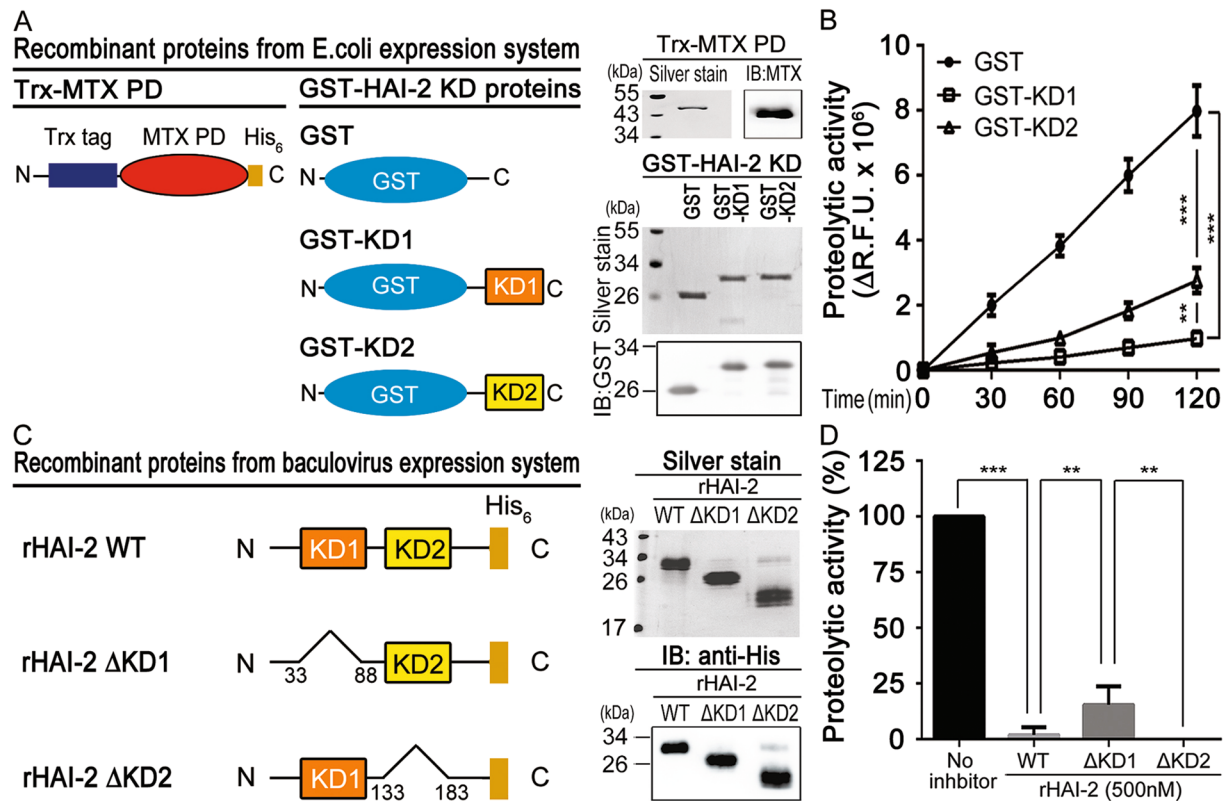 A
Recombinant proteins from E.coli expression system
Trx-MTX PD
GST-HAI-2 KD proteins
Trx tag MTX PD His6
N C
GST
N GST C
GST-KD1
N GST KD1 C
GST-KD2
N GST KD2 C
Trx-MTX PD
(kDa) Silver stain IB:MTX
55
43
34
GST-HAI-2 KD
(kDa) GST GST-KD1 GST-KD2
55
34
26
Silver stain
34
26
IB:GST
B
GST
GST-KD1
GST-KD2
Proteolytic activity
(ΔR.F.U. x 10⁶)
10
8
6
4
2
0
***
***
**
Time (min) 0 30 60 90 120
C
Recombinant proteins from baculovirus expression system
His6
rHAI-2 WT N KD1 KD2 C
rHAI-2 ΔKD1 N 33 88 KD2 C
rHAI-2 ΔKD2 N KD1 133 183 C
Silver stain
rHAI-2
(kDa) WT ΔKD1 ΔKD2
43
34
26
17
IB: anti-His
rHAI-2
(kDa) WT ΔKD1 ΔKD2
34
26
D
Proteolytic activity (%)
125
100
75
50
25
0
*** ** **
No inhbitor WT ΔKD1 ΔKD2
rHAI-2 (500nM)